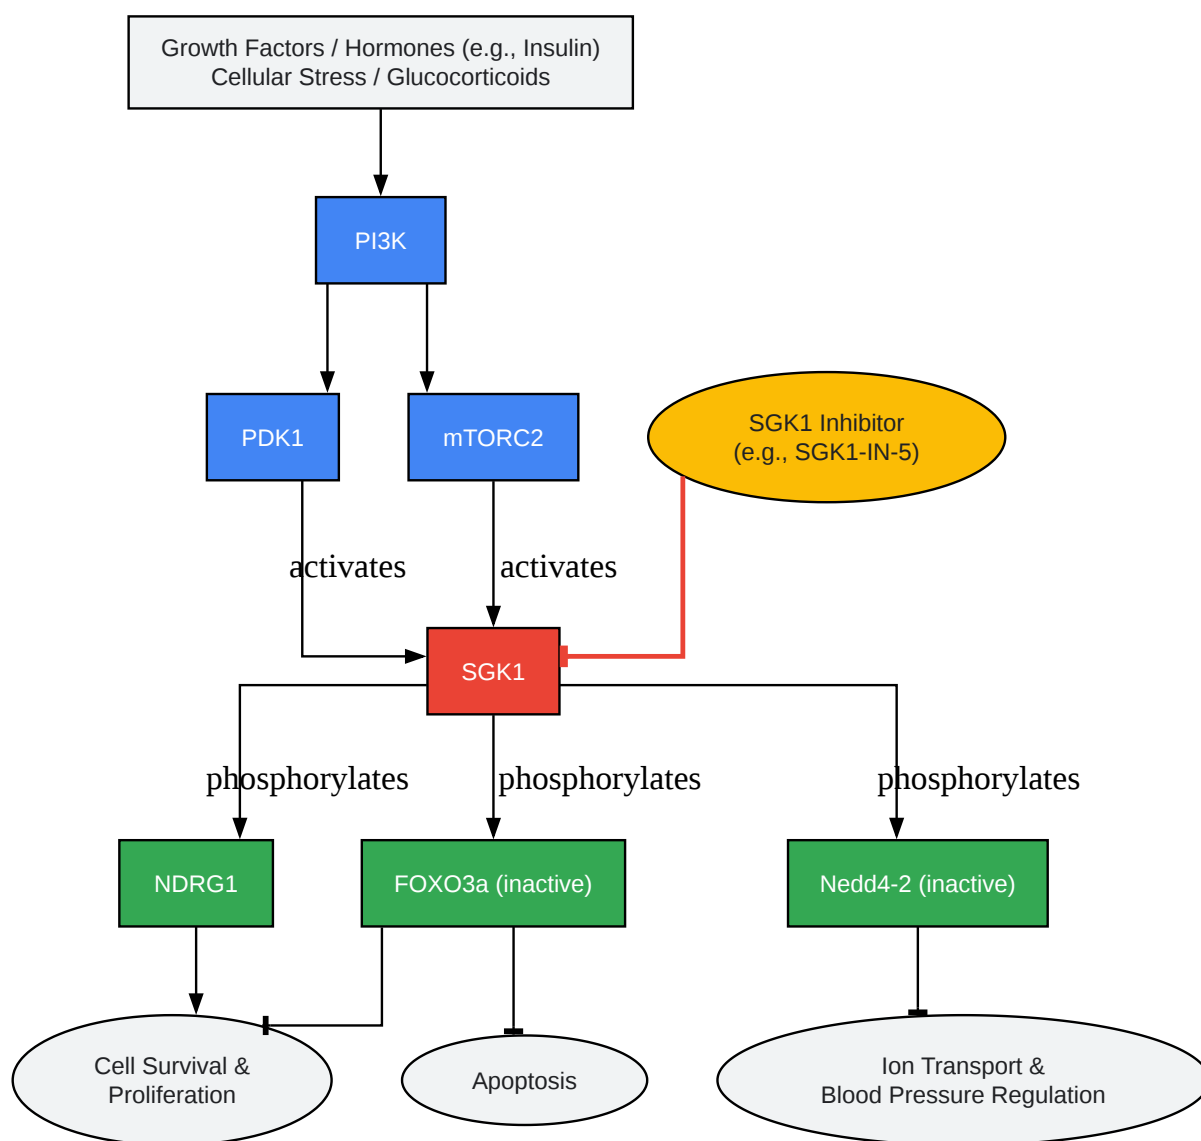 Growth Factors / Hormones (e.g., Insulin)
Cellular Stress / Glucocorticoids
PI3K
PDK1
mTORC2
SGK1 Inhibitor
(e.g., SGK1-IN-5)
activates
activates
SGK1
phosphorylates
phosphorylates
phosphorylates
NDRG1
FOXO3a (inactive)
Nedd4-2 (inactive)
Cell Survival &
Proliferation
Apoptosis
Ion Transport &
Blood Pressure Regulation